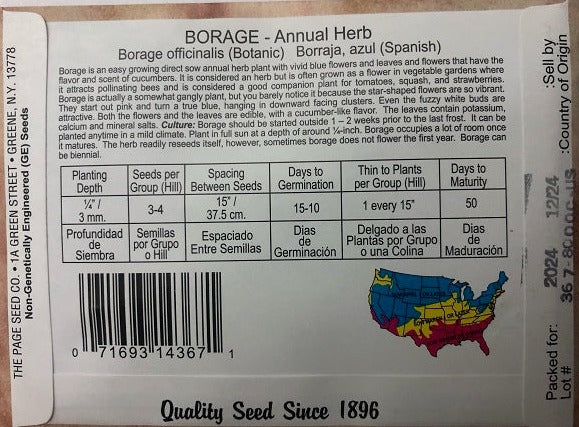 BORAGE - Annual Herb
Borage officinalis (Botanic) Borraja, azul (Spanish)
Borage is an easy growing direct sow annual herb plant with vivid blue flowers and leaves and flowers that have the
flavor and scent of cucumbers. It is considered an herb but is often grown as a flower in vegetable gardens where
it attracts pollinating bees and is considered a good companion plant for tomatoes, squash, and strawberries.
Borage is actually a somewhat gangly plant, but you barely notice it because the star-shaped flowers are so vibrant.
They start out pink and turn a true blue, hanging in downward facing clusters. Even the fuzzy white buds are
attractive. Both the flowers and the leaves are edible, with a cucumber-like flavor. The leaves contain potassium,
calcium and mineral salts. Culture: Borage should be started outside 1 – 2 weeks prior to the last frost. It can be
planted anytime in a mild climate. Plant in full sun at a depth of around ¼-inch. Borage occupies a lot of room once
it matures. The herb readily reseeds itself, however, sometimes borage does not flower the first year. Borage can
be biennial.
Planting Depth
Seeds per Group (Hill)
Spacing Between Seeds
Days to Germination
Thin to Plants per Group (Hill)
Days to Maturity
¼" / 3 mm.
3-4
15" / 37.5 cm.
15-10
1 every 15"
50
Profundidad de Siembra
Semillas por Grupo o Hill
Espaciado Entre Semillas
Dias de Germinación
Delgado a las Plantas por Grupo o una Colina
Dias de Maduración
0 71693 14367 1
Quality Seed Since 1896
THE PAGE SEED CO. • 1A GREEN STREET • GREENE, N.Y. 13778
Non-Genetically Engineered (GE) Seeds
Packed for: 2024 Sell by: 12/24
Lot # Country of Origin: